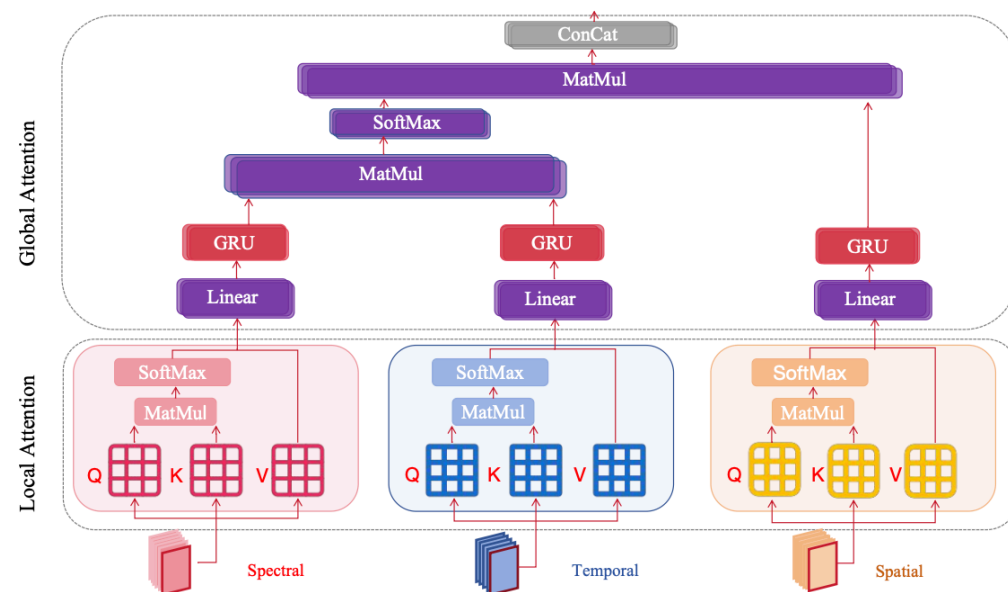 ConCat
MatMul
SoftMax
MatMul
GRU GRU GRU
Linear Linear Linear
Global Attention
SoftMax SoftMax SoftMax
MatMul MatMul MatMul
Q K V Q K V Q K V
Local Attention
Spectral Temporal Spatial